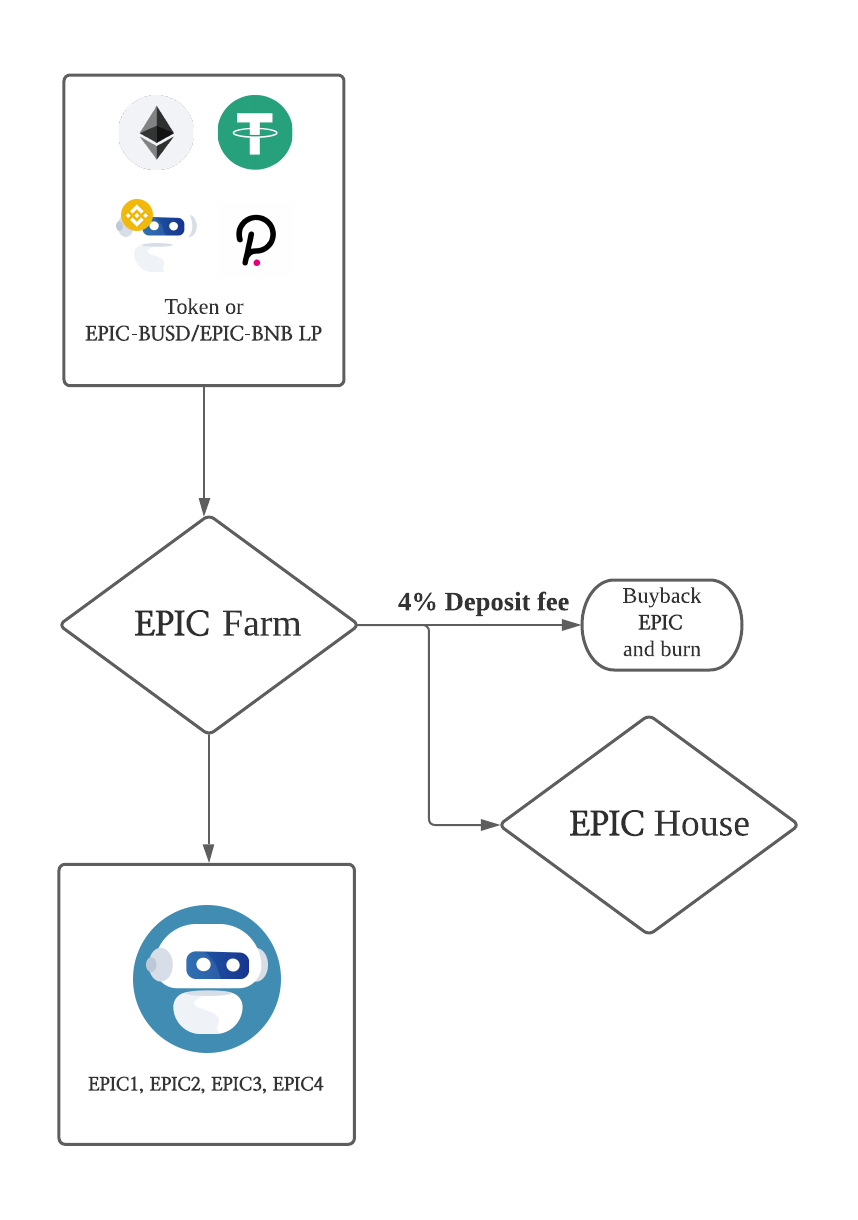 Token or
EPIC-BUSD/EPIC-BNB LP
EPIC Farm
4% Deposit fee
Buyback
EPIC
and burn
EPIC House
EPIC1, EPIC2, EPIC3, EPIC4